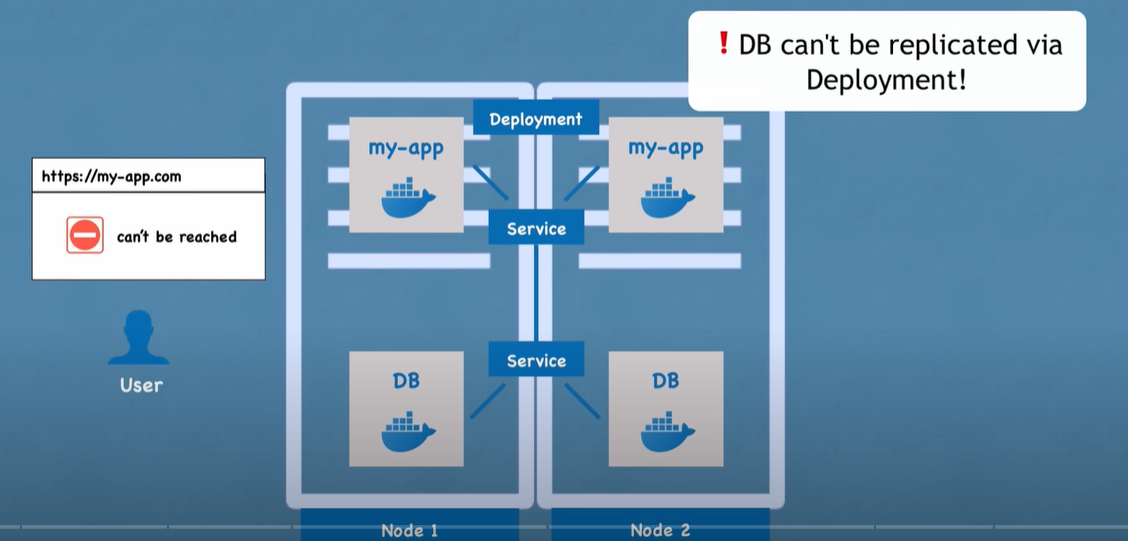 ! DB can't be replicated via
Deployment!
Deployment
my-app
my-app
https://my-app.com
can't be reached
Service
Service
DB
DB
User
Node 1
Node 2